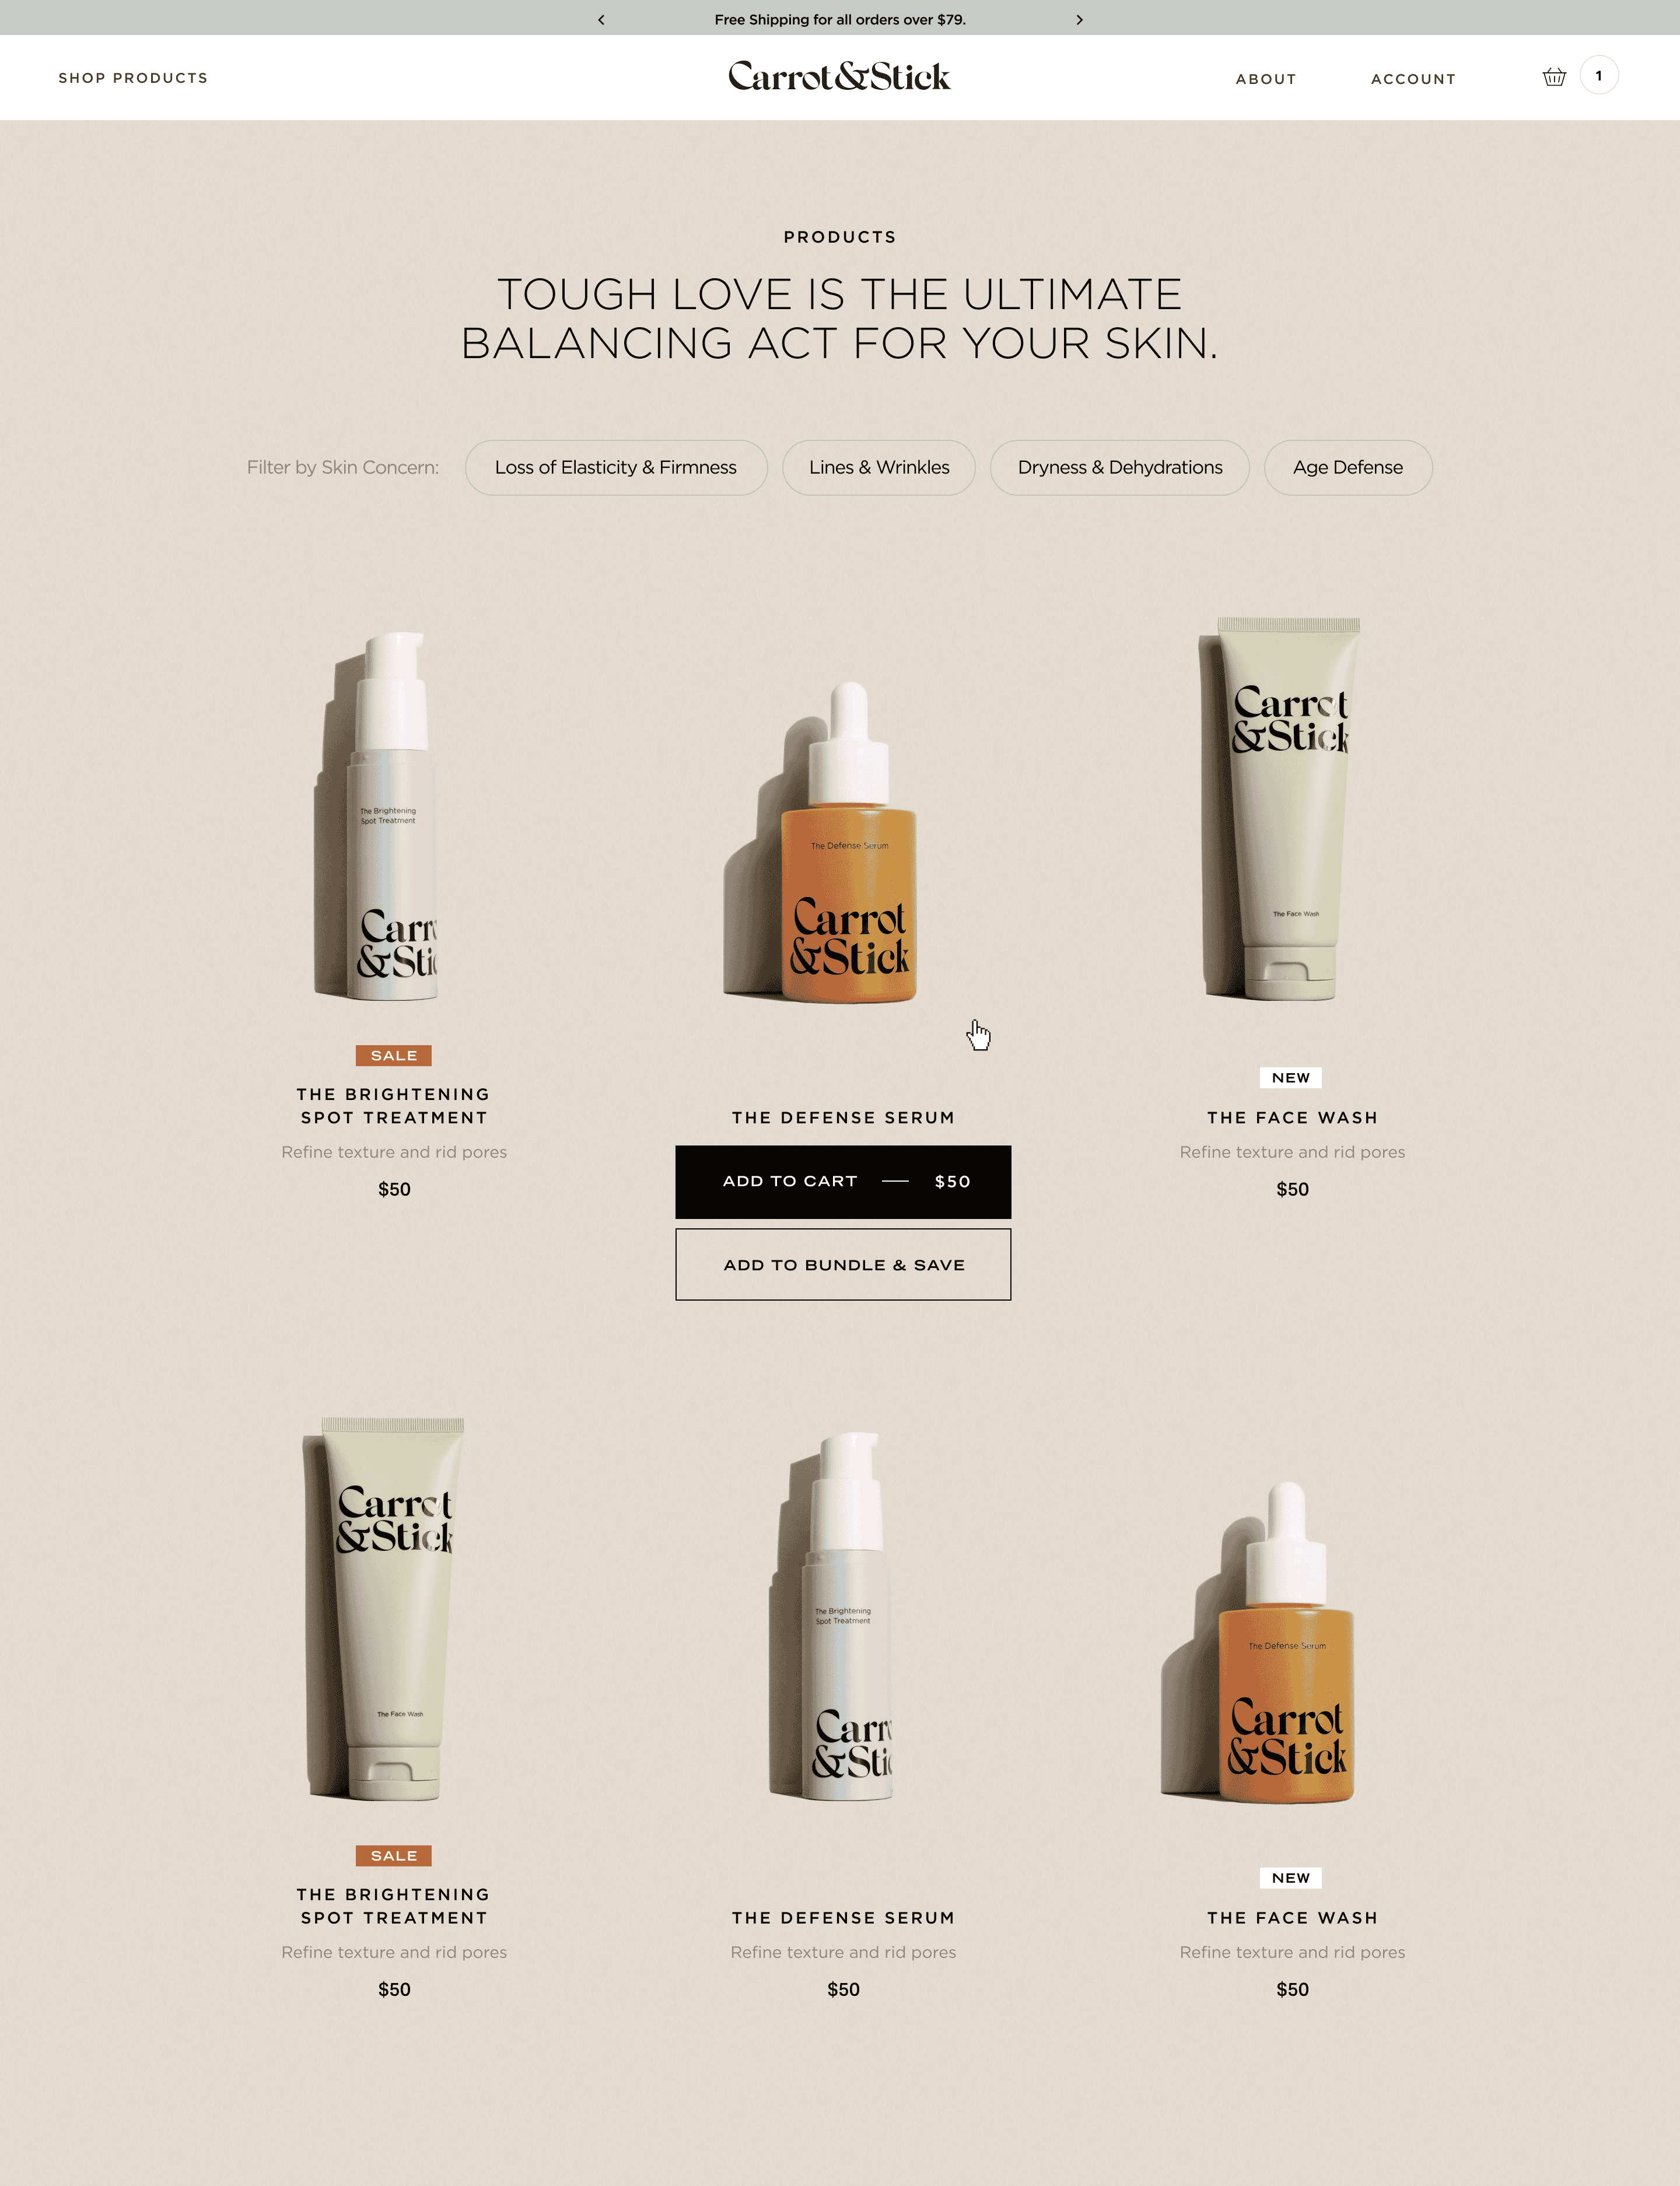 Free Shipping for all orders over $79.
SHOP PRODUCTS
Carrot&Stick
ABOUT
ACCOUNT
1
PRODUCTS
TOUGH LOVE IS THE ULTIMATE
BALANCING ACT FOR YOUR SKIN.
Filter by Skin Concern:
Loss of Elasticity & Firmness
Lines & Wrinkles
Dryness & Dehydrations
Age Defense
The Brightening
Spot Treatment
Carr
&Sti
The Defense Serum
Carrot
&Stick
Carrot
&Stick
The Face Wash
SALE
THE BRIGHTENING
SPOT TREATMENT
Refine texture and rid pores
$50
THE DEFENSE SERUM
ADD TO CART — $50
ADD TO BUNDLE & SAVE
NEW
THE FACE WASH
Refine texture and rid pores
$50
Carrot
&Stick
The Face Wash
The Brightening
Spot Treatment
Carr
&Sti
The Defense Serum
Carrot
&Stick
SALE
THE BRIGHTENING
SPOT TREATMENT
Refine texture and rid pores
$50
THE DEFENSE SERUM
Refine texture and rid pores
$50
NEW
THE FACE WASH
Refine texture and rid pores
$50